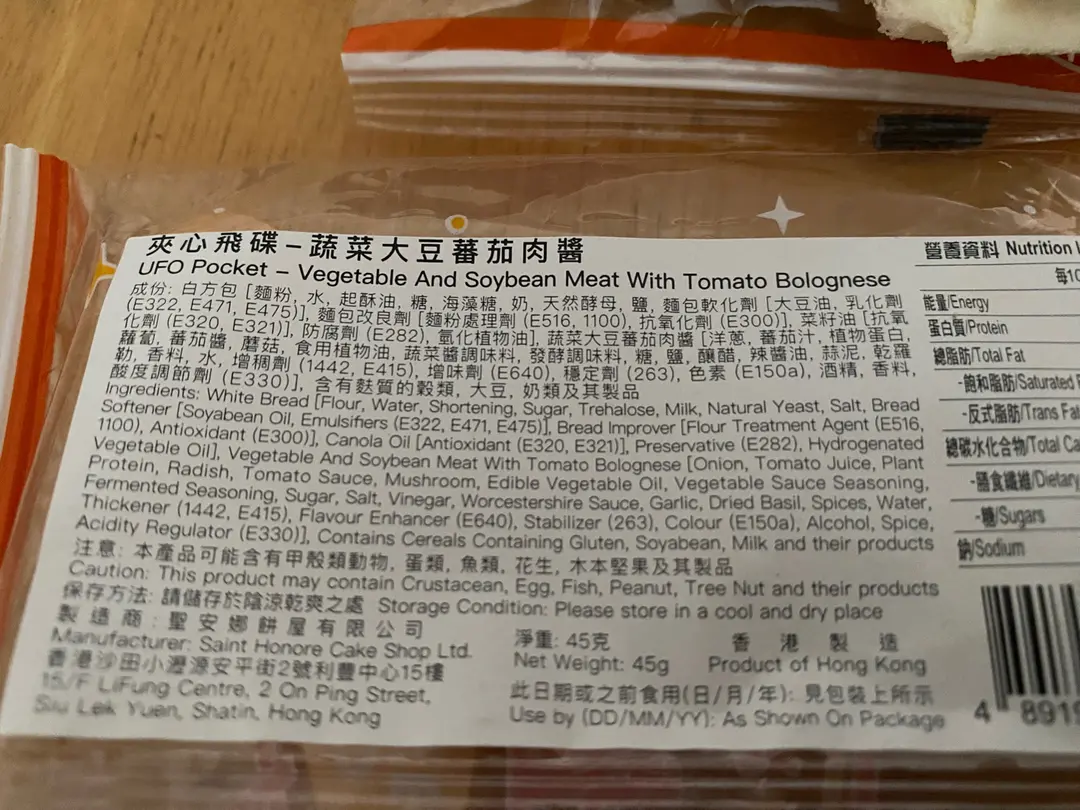 夾心飛碟 – 蔬菜大豆蕃茄肉醬
UFO Pocket – Vegetable And Soybean Meat With Tomato Bolognese
成份: 白方包 [麵粉, 水, 起酥油, 糖, 海藻糖, 奶, 天然酵母, 鹽, 麵包軟化劑 [大豆油, 乳化劑
(E322, E471, E475)], 麵包改良劑 [麵粉處理劑 (E516, 1100), 抗氧化劑 (E300)], 菜籽油 [抗氧
化劑 (E320, E321)], 防腐劑 (E282), 氫化植物油], 蔬菜大豆蕃茄肉醬 [洋蔥, 蕃茄汁, 植物蛋白,
蘿蔔, 蕃茄醬, 蘑菇, 食用植物油, 蔬菜醬調味料, 發酵調味料, 糖, 鹽, 釀醋, 辣醬油, 蒜泥, 乾羅
勒, 香料, 水, 增稠劑 (1442, E415), 增味劑 (E640), 穩定劑 (263), 色素 (E150a), 酒精, 香料,
酸度調節劑 (E330)], 含有麩質的穀類, 大豆, 奶類及其製品
Ingredients: White Bread [Flour, Water, Shortening, Sugar, Trehalose, Milk, Natural Yeast, Salt, Bread
Softener [Soyabean Oil, Emulsifiers (E322, E471, E475)], Bread Improver [Flour Treatment Agent (E516,
1100), Antioxidant (E300)], Canola Oil [Antioxidant (E320, E321)], Preservative (E282), Hydrogenated
Vegetable Oil], Vegetable And Soybean Meat With Tomato Bolognese [Onion, Tomato Juice, Plant
Protein, Radish, Tomato Sauce, Mushroom, Edible Vegetable Oil, Vegetable Sauce Seasoning,
Fermented Seasoning, Sugar, Salt, Vinegar, Worcestershire Sauce, Garlic, Dried Basil, Spices, Water,
Thickener (1442, E415), Flavour Enhancer (E640), Stabilizer (263), Colour (E150a), Alcohol, Spice,
Acidity Regulator (E330)], Contains Cereals Containing Gluten, Soyabean, Milk and their products
注意: 本產品可能含有甲殼類動物, 蛋類, 魚類, 花生, 木本堅果及其製品
Caution: This product may contain Crustacean, Egg, Fish, Peanut, Tree Nut and their products
保存方法: 請儲存於陰涼乾爽之處 Storage Condition: Please store in a cool and dry place
製造商: 聖安娜餅屋有限公司
Manufacturer: Saint Honore Cake Shop Ltd.
香港沙田小瀝源安平街2號利豐中心15樓
15/F LiFung Centre, 2 On Ping Street,
Siu Lek Yuen, Shatin, Hong Kong
淨重: 45克 香港製造
Net Weight: 45g Product of Hong Kong
此日期或之前食用(日/月/年): 見包裝上所示
Use by (DD/MM/YY): As Shown On Package
營養資料 Nutrition
每10
能量/Energy
蛋白質/Protein
總脂肪/Total Fat
-飽和脂肪/Saturated
-反式脂肪/Trans Fat
總碳水化合物/Total
-膳食纖維/Dietary
-糖/Sugars
鈉/Sodium
4 891